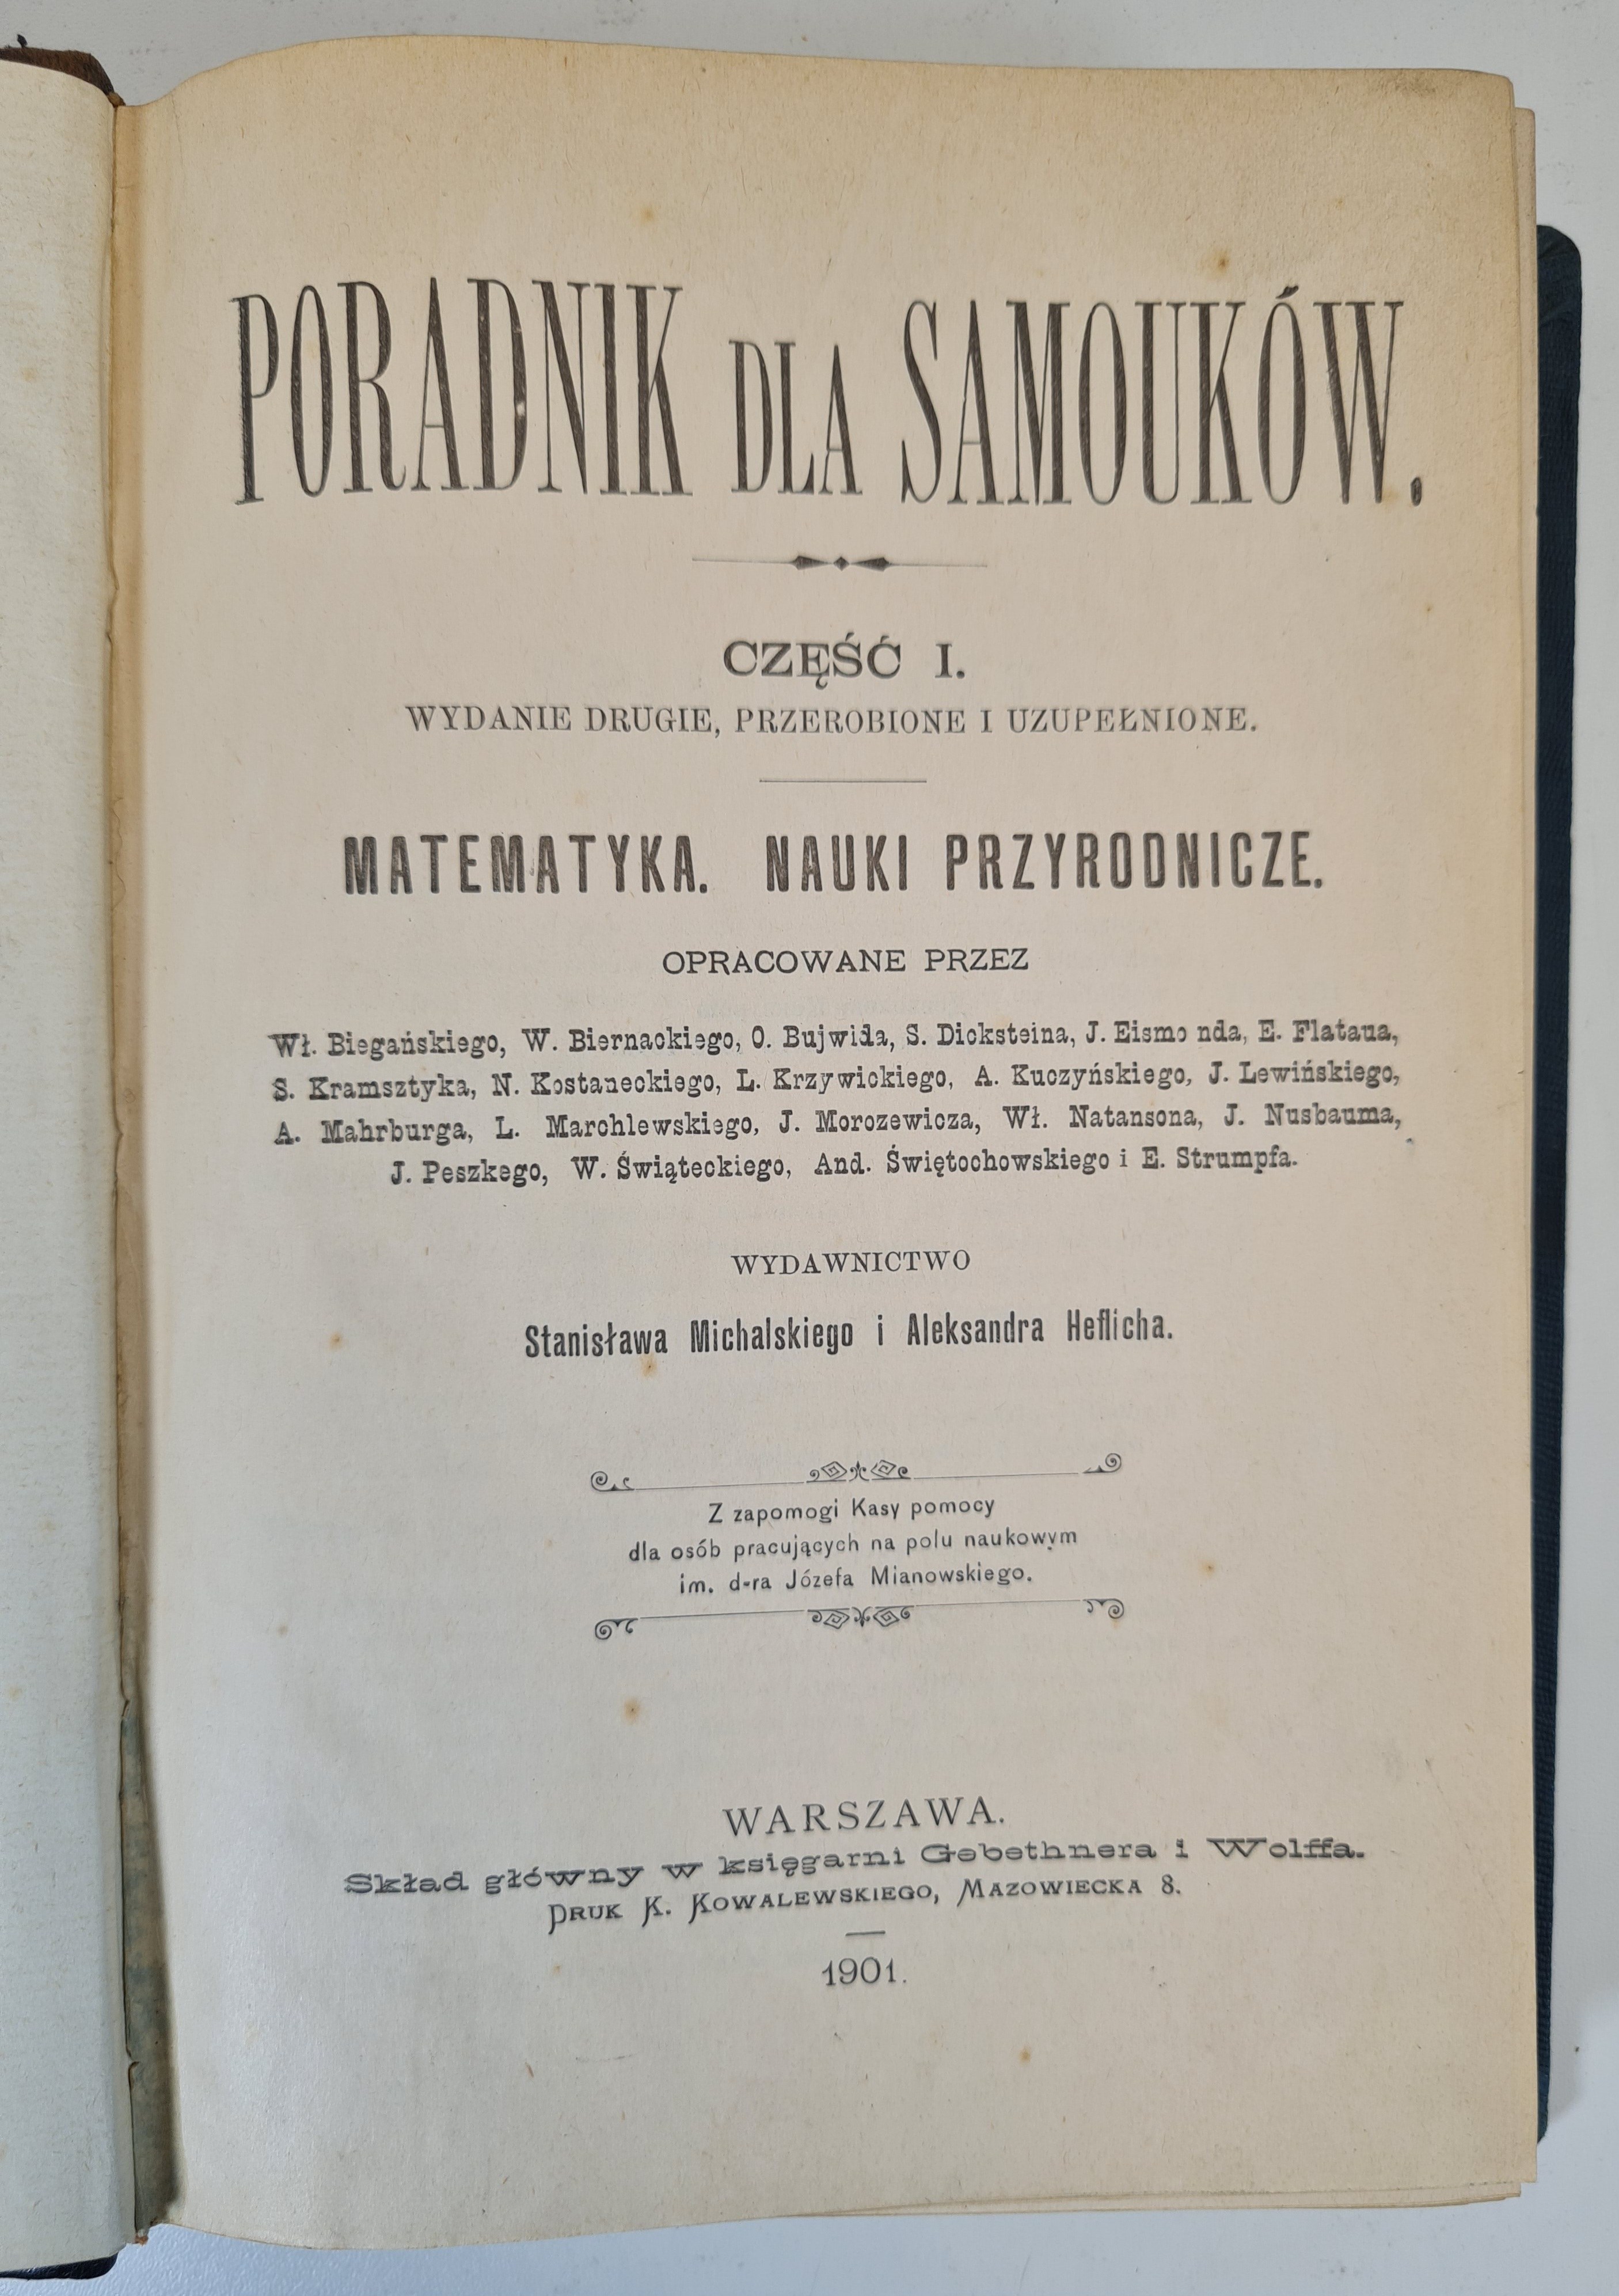 PORADNIK DLA SAMOUKÓW.
CZĘŚĆ I.
WYDANIE DRUGIE, PRZEROBIONE I UZUPEŁNIONE.
MATEMATYKA. NAUKI PRZYRODNICZE.
OPRACOWANE PRZEZ
Wł. Biegańskiego, W. Biernackiego, O. Bujwida, S. Dicksteina, J. Eismonda, E. Flataua,
S. Kramsztyka, N. Kostaneckiego, L. Krzywickiego, A. Kuczyńskiego, J. Lewińskiego,
A. Mahrburga, L. Marchlewskiego, J. Morozewicza, Wł. Natansona, J. Nusbauma,
J. Peszkego, W. Świąteckiego, And. Świętochowskiego i E. Strumpfa.
WYDAWNICTWO
Stanisława Michalskiego i Aleksandra Heflicha.
Z zapomogi Kasy pomocy
dla osób pracujących na polu naukowym
im. d-ra Józefa Mianowskiego.
WARSZAWA.
Skład główny w księgarni Gebethnera i Wolffa.
DRUK K. KOWALEWSKIEGO, MAZOWIECKA 8.
1901.